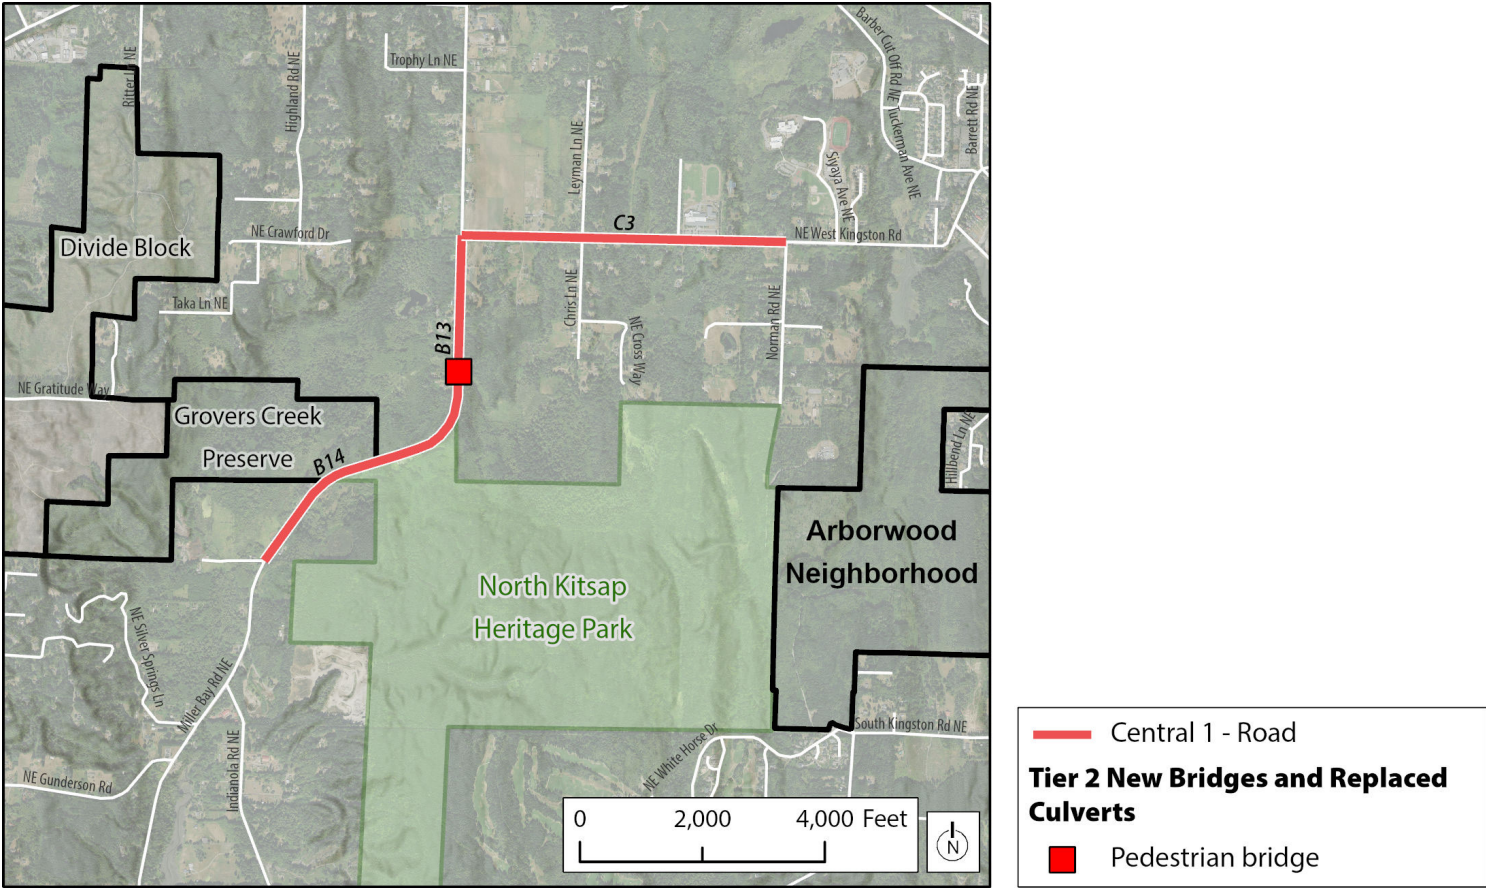 Barber Cut Off Rd NE
Ritter Ln NE
Highland Rd NE
Trophy Ln NE
Leyman Ln NE
Siyaya Ave NE
Tuckerman Ave NE
Barrett Rd NE
C3
NE West Kingston Rd
NE Crawford Dr
Divide Block
Taka Ln NE
Chris Ln NE
NE Cross Way
Norman Rd NE
B13
NE Gratitude Way
Grovers Creek
Preserve
B14
Hillbend Ln NE
Arborwood
Neighborhood
North Kitsap
Heritage Park
NE Silver Springs Ln
Miller Bay Rd NE
Indianola Rd NE
NE Gunderson Rd
NE White Horse Dr
South Kingston Rd NE
0 2,000 4,000 Feet
N
Central 1 - Road
Tier 2 New Bridges and Replaced
Culverts
Pedestrian bridge